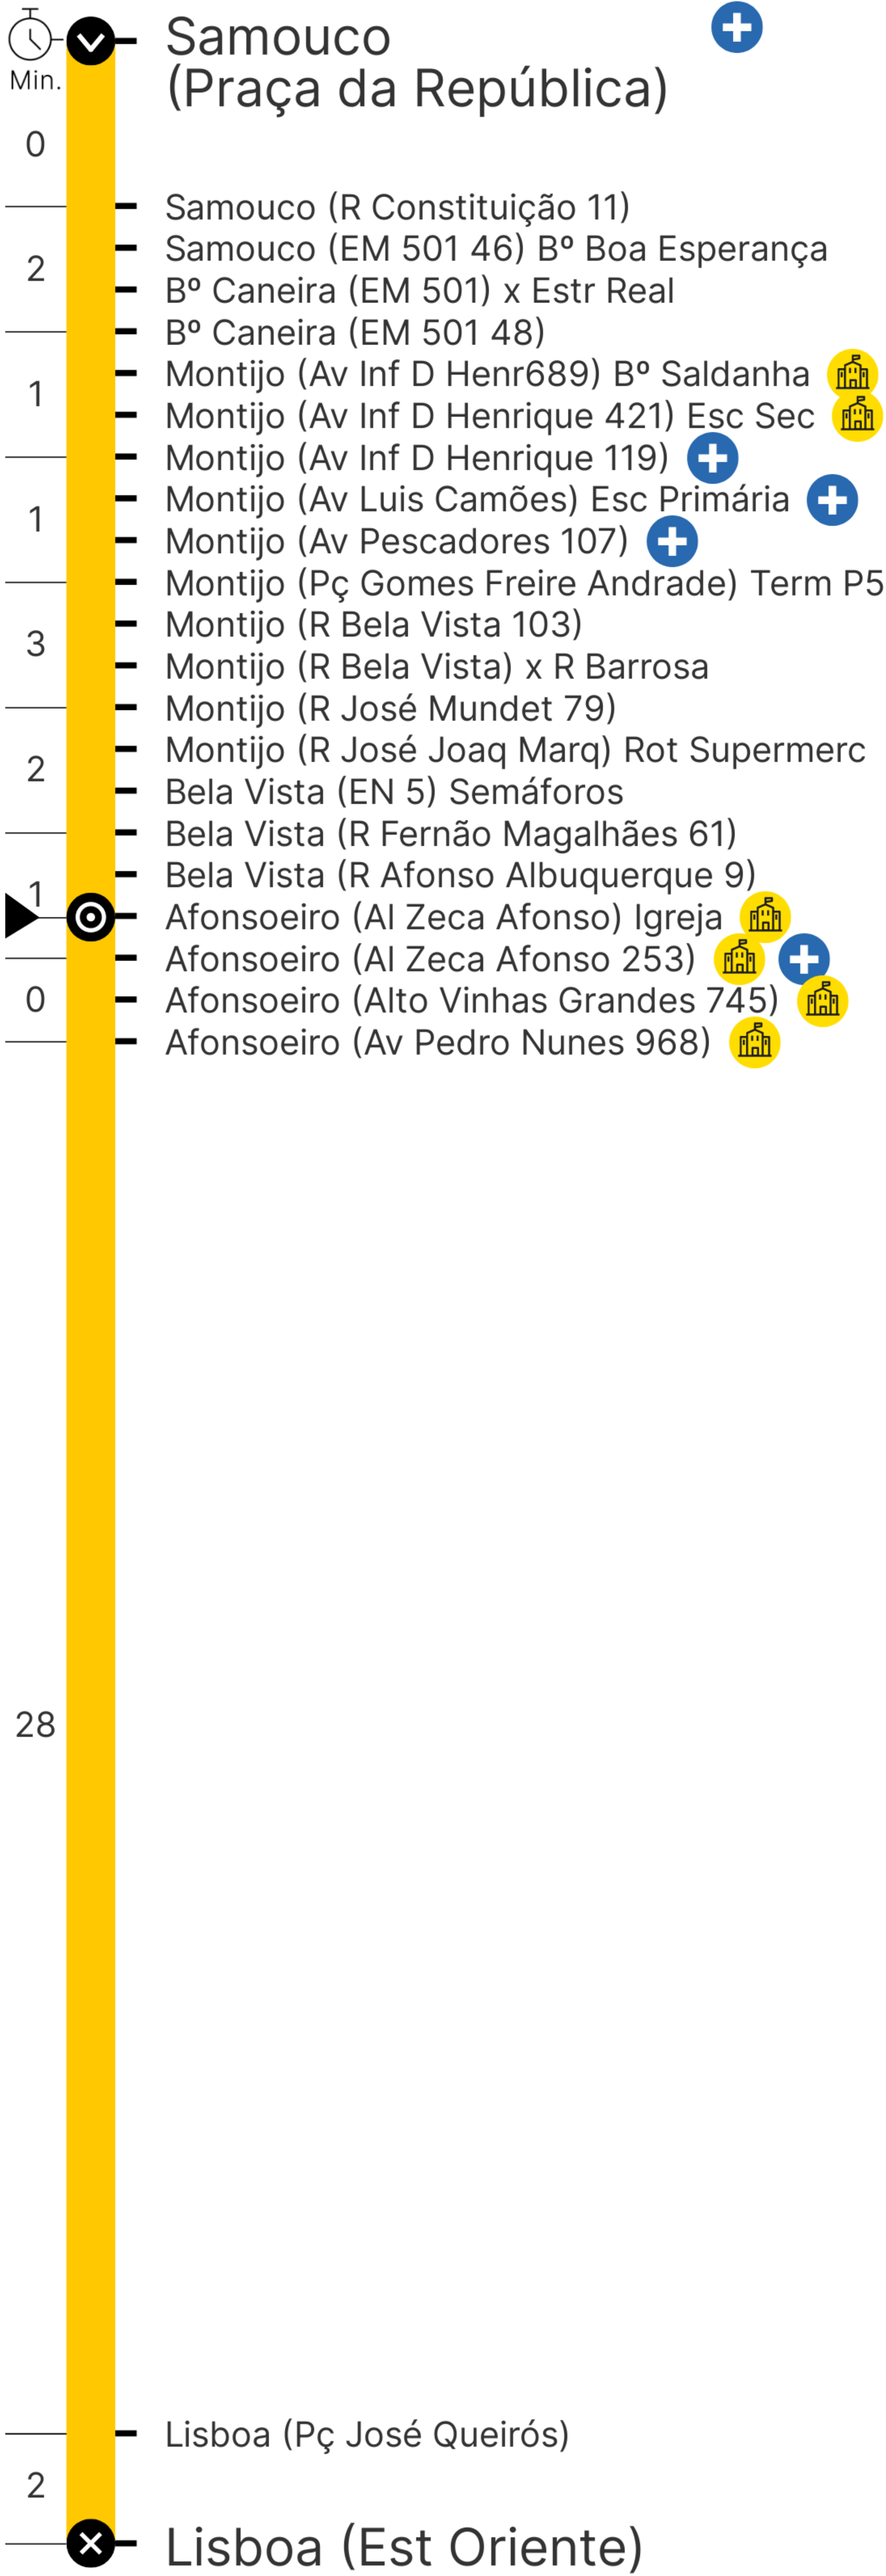 Samouco
(Praça da República)
Min.
0
Samouco (R Constituição 11)
Samouco (EM 501 46) Bº Boa Esperança
2
Bº Caneira (EM 501) x Estr Real
Bº Caneira (EM 501 48)
Montijo (Av Inf D Henr689) Bº Saldanha
1
Montijo (Av Inf D Henrique 421) Esc Sec
Montijo (Av Inf D Henrique 119)
Montijo (Av Luis Camões) Esc Primária
1
Montijo (Av Pescadores 107)
Montijo (Pç Gomes Freire Andrade) Term P5
Montijo (R Bela Vista 103)
3
Montijo (R Bela Vista) x R Barrosa
Montijo (R José Mundet 79)
Montijo (R José Joaq Marq) Rot Supermerc
2
Bela Vista (EN 5) Semáforos
Bela Vista (R Fernão Magalhães 61)
Bela Vista (R Afonso Albuquerque 9)
1
Afonsoeiro (Al Zeca Afonso) Igreja
Afonsoeiro (Al Zeca Afonso 253)
0
Afonsoeiro (Alto Vinhas Grandes 745)
Afonsoeiro (Av Pedro Nunes 968)
28
Lisboa (Pç José Queirós)
2
Lisboa (Est Oriente)